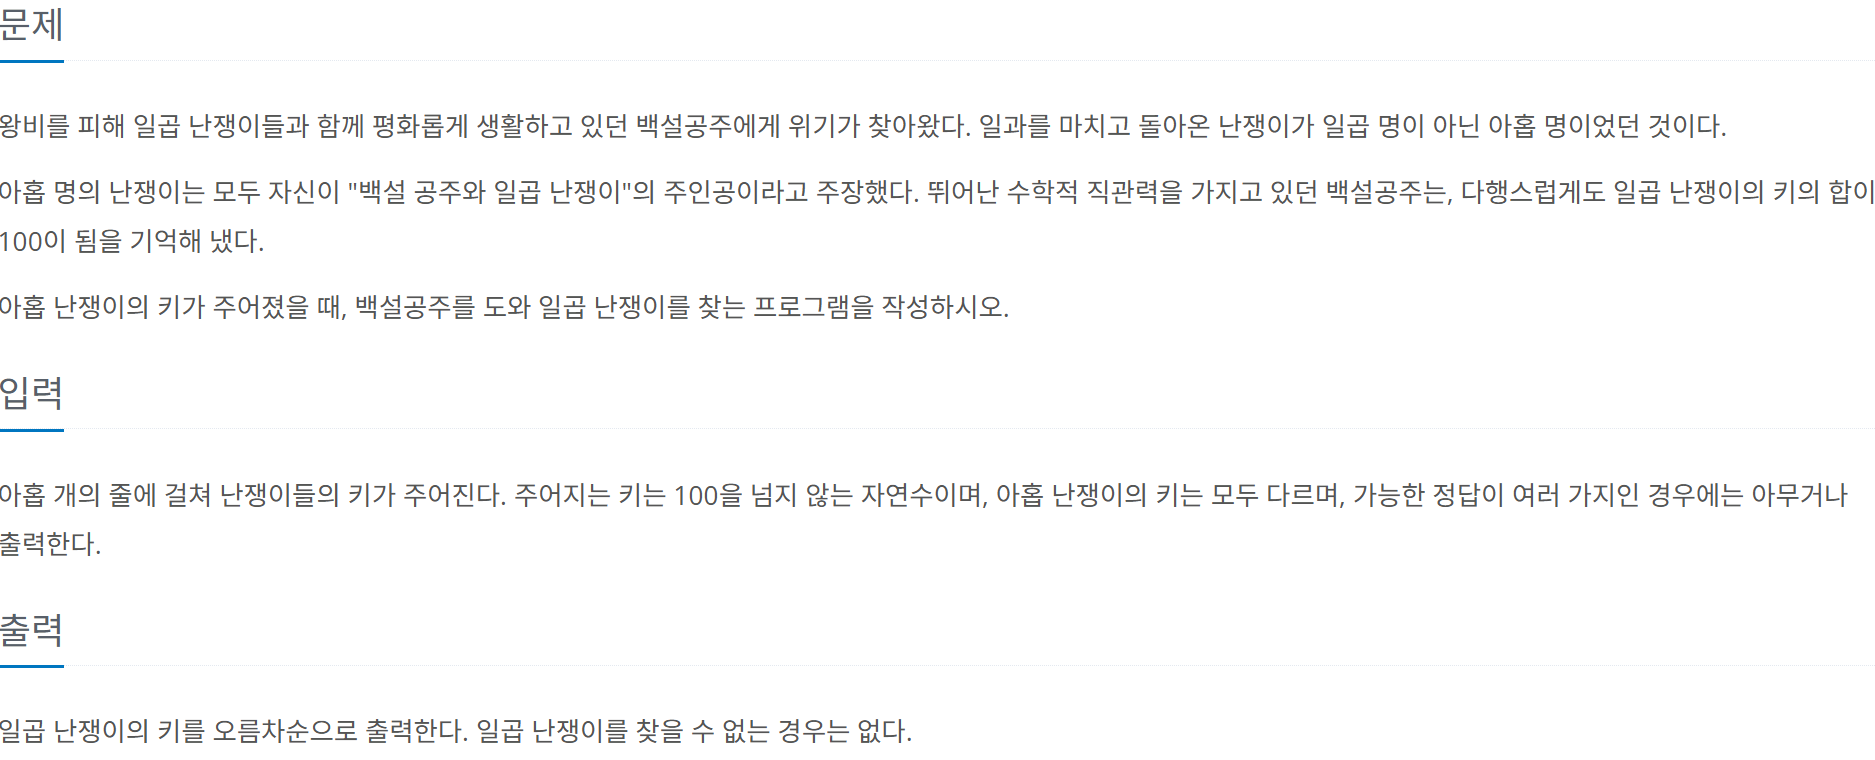 문제
왕비를 피해 일곱 난쟁이들과 함께 평화롭게 생활하고 있던 백설공주에게 위기가 찾아왔다. 일과를 마치고 돌아온 난쟁이가 일곱 명이 아닌 아홉 명이었던 것이다.
아홉 명의 난쟁이는 모두 자신이 "백설 공주와 일곱 난쟁이"의 주인공이라고 주장했다. 뛰어난 수학적 직관력을 가지고 있던 백설공주는, 다행스럽게도 일곱 난쟁이의 키의 합이
100이 됨을 기억해 냈다.
아홉 난쟁이의 키가 주어졌을 때, 백설공주를 도와 일곱 난쟁이를 찾는 프로그램을 작성하시오.
입력
아홉 개의 줄에 걸쳐 난쟁이들의 키가 주어진다. 주어지는 키는 100을 넘지 않는 자연수이며, 아홉 난쟁이의 키는 모두 다르며, 가능한 정답이 여러 가지인 경우에는 아무거나
출력한다.
출력
일곱 난쟁이의 키를 오름차순으로 출력한다. 일곱 난쟁이를 찾을 수 없는 경우는 없다.